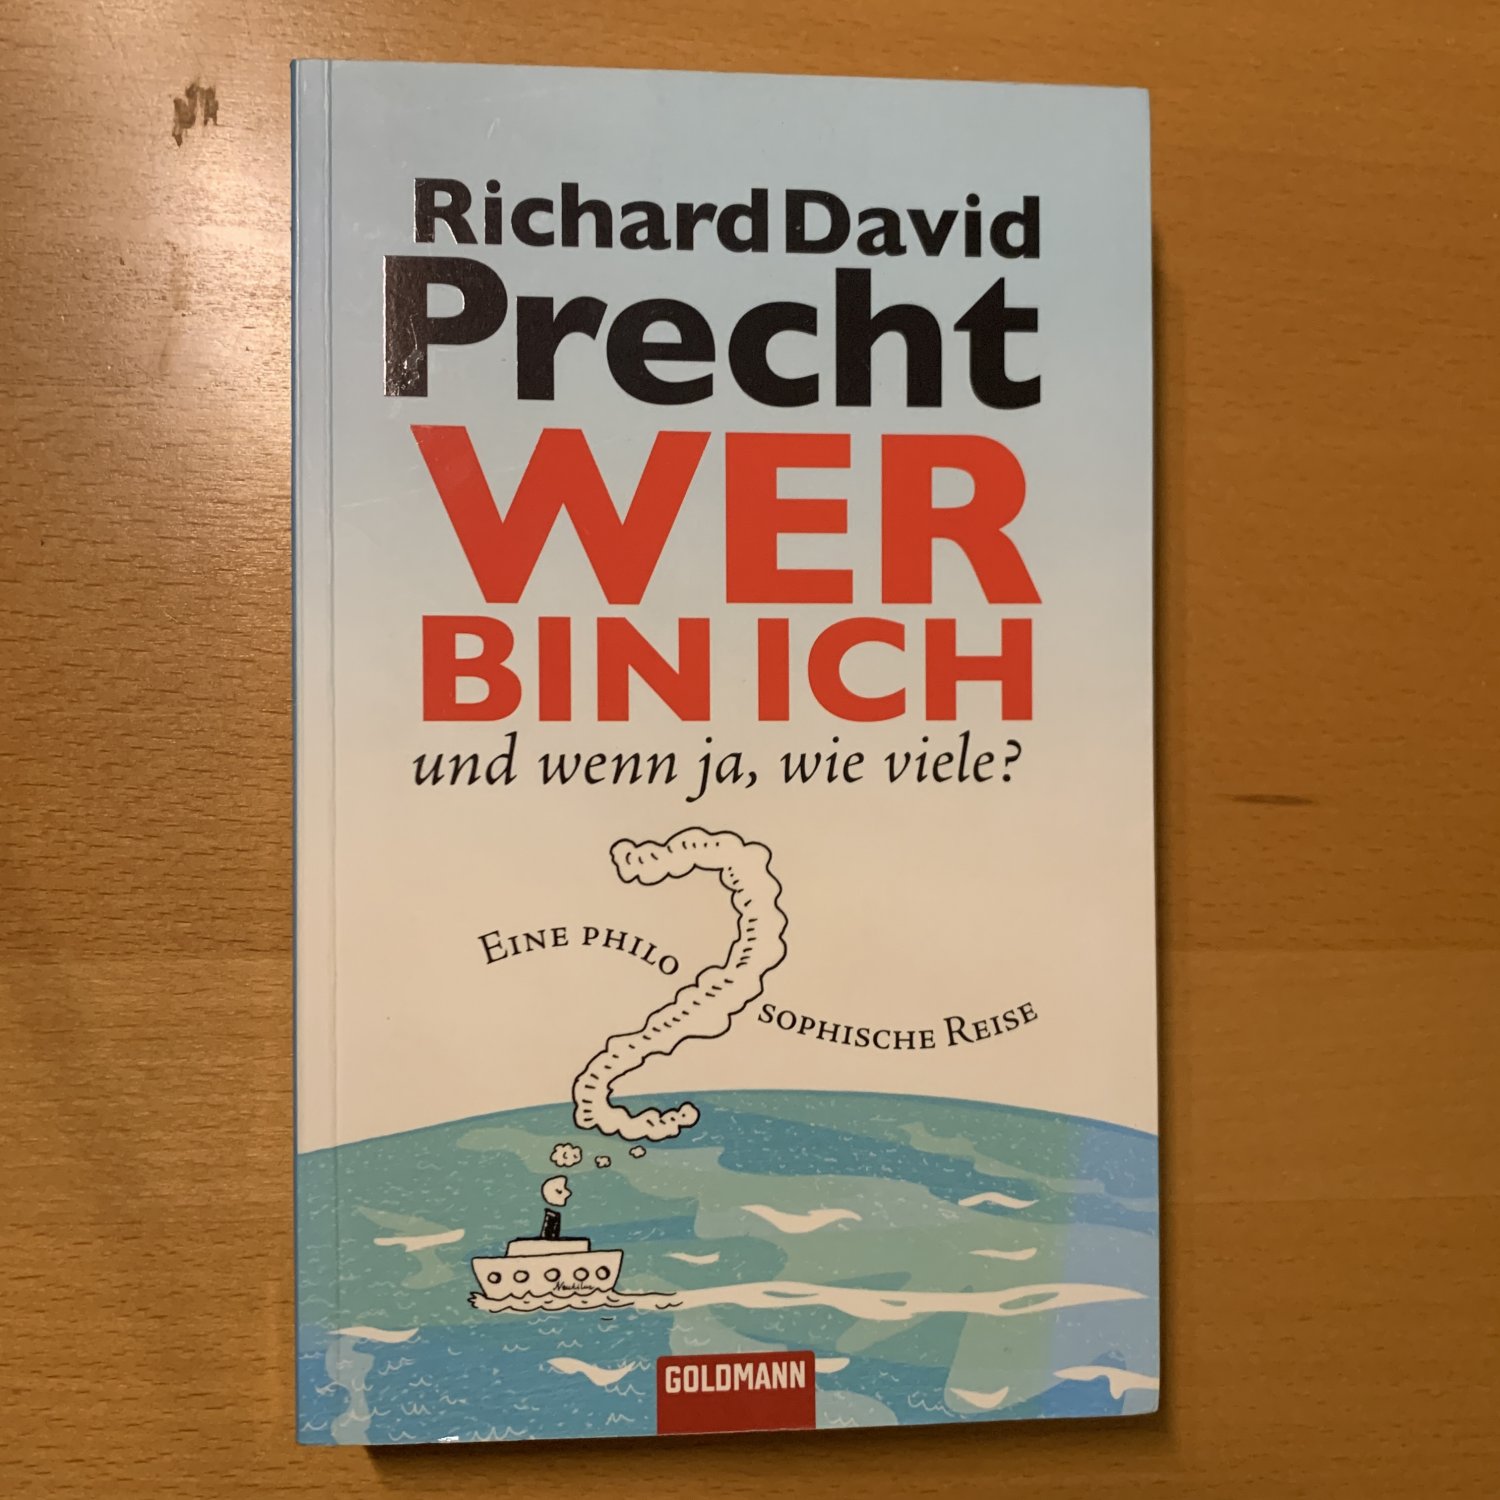 Richard David
Precht
WER
BIN ICH
und wenn ja, wie viele?
EINE PHILO
SOPHISCHE REISE
GOLDMANN